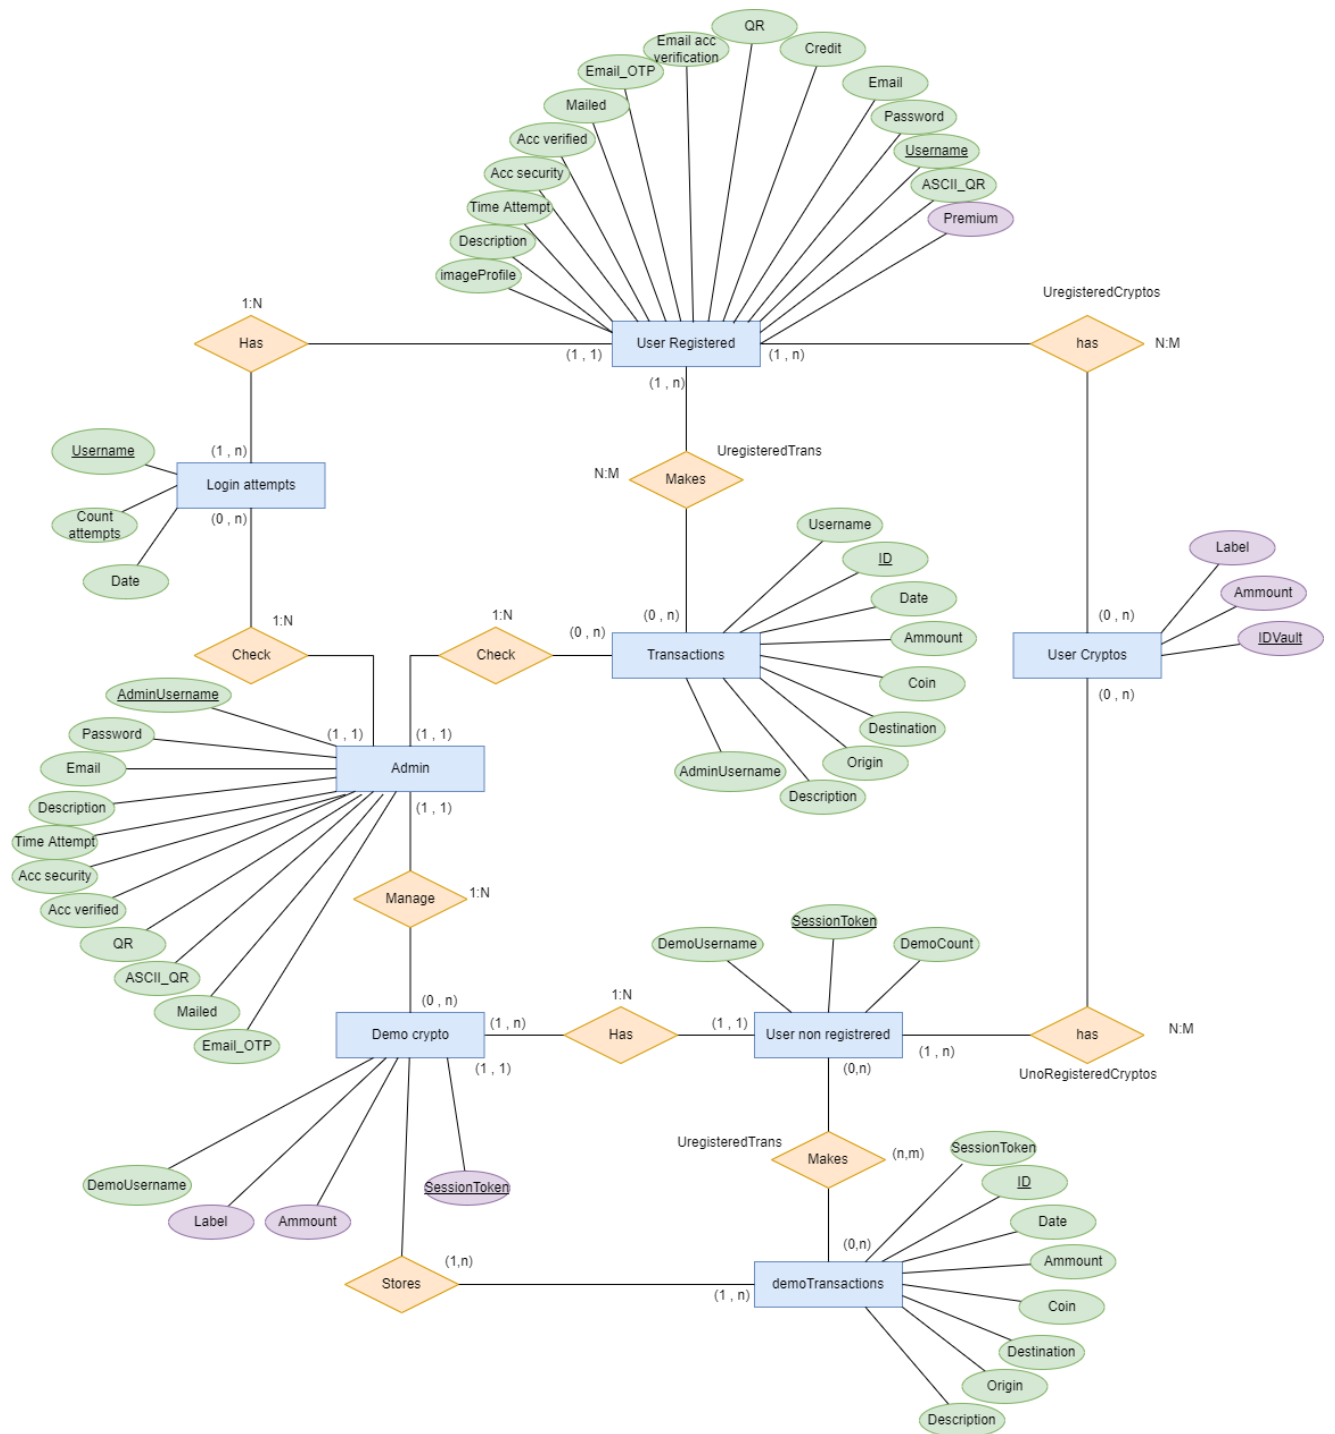 QR
Email acc
verification
Credit
Email_OTP
Email
Mailed
Password
Acc verified
Username
Acc security
ASCII_QR
Time Attempt
Premium
Description
imageProfile
1:N
UregisteredCryptos
Has
User Registered
has
N:M
(1 , 1)
(1 , n)
(1 , n)
Username
(1 , n)
UregisteredTrans
N:M
Makes
Login attempts
(0 , n)
Count
attempts
Date
Username
ID
Date
Ammount
Coin
Destination
Origin
Description
AdminUsername
Label
Ammount
IDVault
1:N
1:N
(0 , n)
(0 , n)
(0 , n)
Check
Check
Transactions
User Cryptos
(0 , n)
AdminUsername
(1 , 1)
(1 , 1)
Password
Email
Admin
Description
(1 , 1)
Time Attempt
Acc security
Acc verified
QR
ASCII_QR
Mailed
Email_OTP
Manage
1:N
SessionToken
DemoUsername
DemoCount
(0 , n)
1:N
Demo crypto
(1 , n)
Has
(1 , 1)
User non registrered
(1 , n)
has
N:M
(1 , 1)
(0,n)
UnoRegisteredCryptos
UregisteredTrans
Makes
(n,m)
DemoUsername
Label
Ammount
SessionToken
SessionToken
ID
Date
Ammount
Coin
Destination
Origin
Description
(0,n)
Stores
(1,n)
(1 , n)
demoTransactions